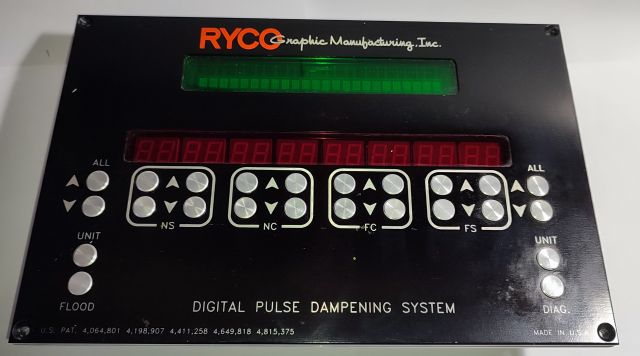 RYCO Graphic Manufacturing, Inc.
ALL
ALL
NS NC FC FS
UNIT
UNIT
FLOOD
DIGITAL PULSE DAMPENING SYSTEM
DIAG.
U.S. PAT. 4,064,801 4,198,907 4,411,258 4,649,818 4,815,375
MADE IN U.S.A.